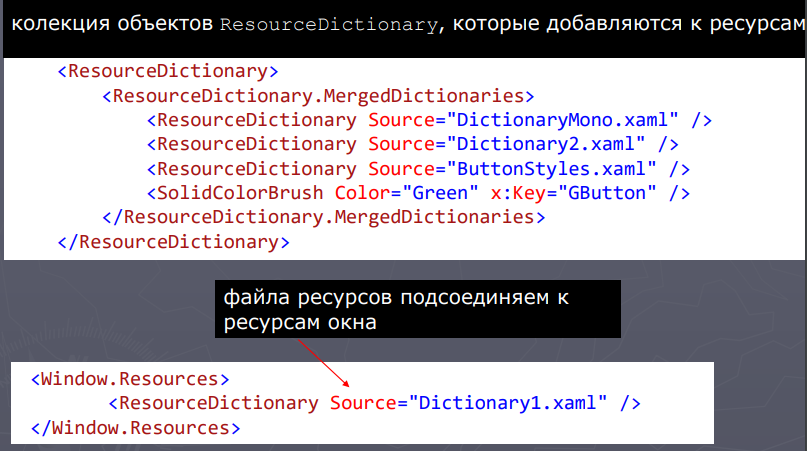 колекция объектов ResourceDictionary, которые добавляются к ресурсам
<ResourceDictionary>
<ResourceDictionary.MergedDictionaries>
<ResourceDictionary Source="DictionaryMono.xaml" />
<ResourceDictionary Source="Dictionary2.xaml" />
<ResourceDictionary Source="ButtonStyles.xaml" />
<SolidColorBrush Color="Green" x:Key="GButton" />
</ResourceDictionary.MergedDictionaries>
</ResourceDictionary>
файла ресурсов подсоединяем к
ресурсам окна
<Window.Resources>
<ResourceDictionary Source="Dictionary1.xaml" />
</Window.Resources>